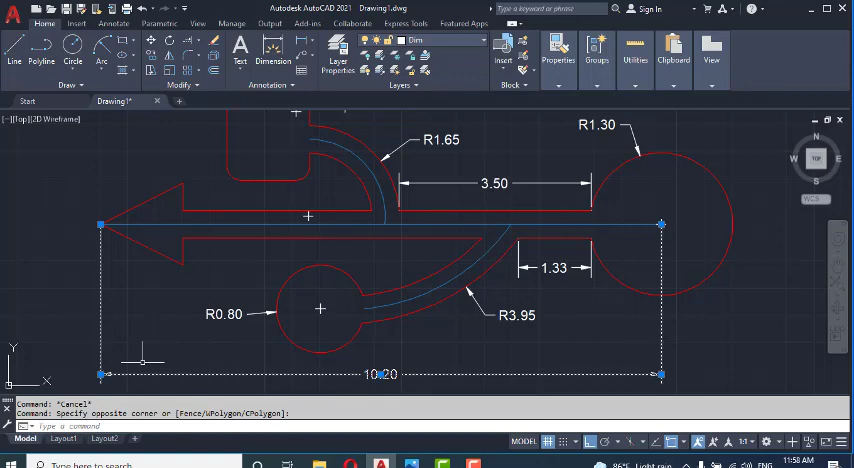 Autodesk AutoCAD 2021 Drawing1.dwg
Type a keyword or phrase
Sign In
Home Insert Annotate Parametric View Manage Output Add-ins Collaborate Express Tools Featured Apps
Line Polyline Circle Arc
Text Dimension
Layer Properties
Dim
Insert
Properties Groups Utilities Clipboard View
Draw Modify Annotation Layers Block
Start Drawing1*
[−][Top][2D Wireframe]
N
W TOP E
S
WCS
R1.30
R1.65
3.50
1.33
R0.80
R3.95
10.20
Y
X
Command: *Cancel*
Command: Specify opposite corner or [Fence/WPolygon/CPolygon]:
Type a command
Model Layout1 Layout2
MODEL 1:1
11:58 AM
Type here to search
86°F Light rain
ENG